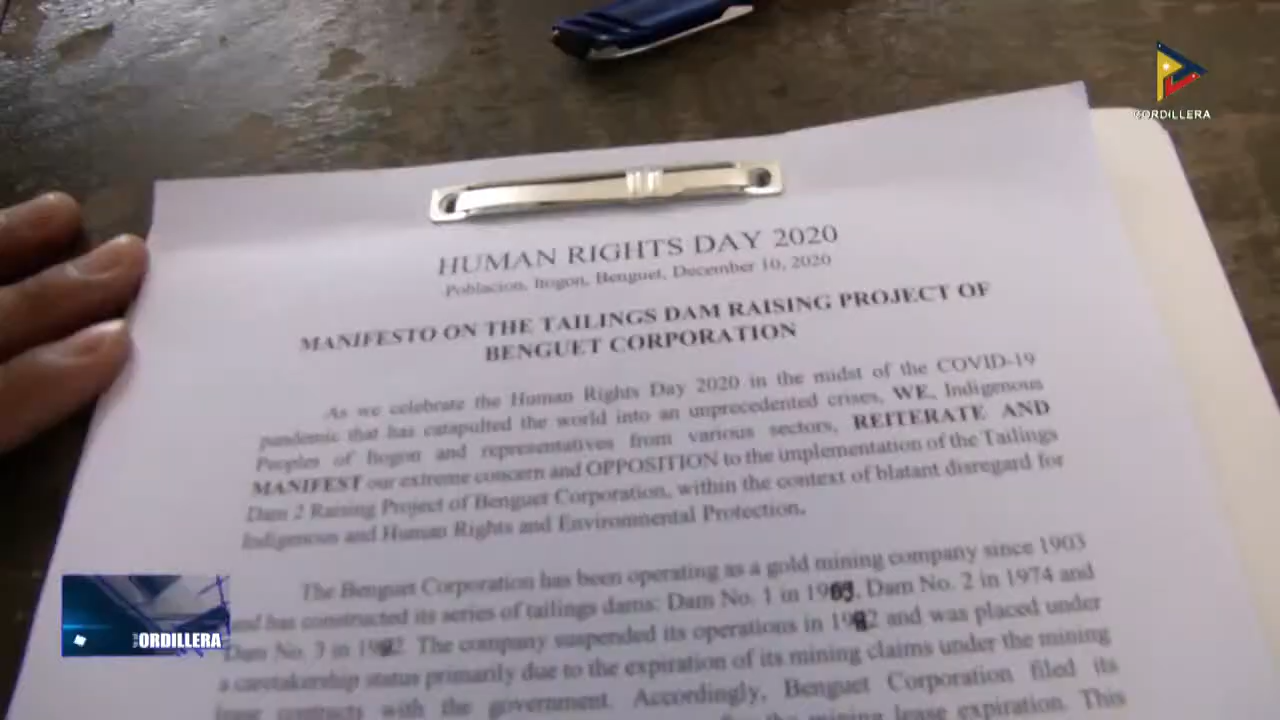 CORDILLERA
HUMAN RIGHTS DAY 2020
Poblacion, Itogon, Benguet, December 10, 2020
MANIFESTO ON THE TAILINGS DAM RAISING PROJECT OF
BENGUET CORPORATION
As we celebrate the Human Rights Day 2020 in the midst of the COVID-19
pandemic that has catapulted the world into an unprecedented crises, WE, Indigenous
Peoples of Itogon and representatives from various sectors, REITERATE AND
MANIFEST our extreme concern and OPPOSITION to the implementation of the Tailings
Dam 2 Raising Project of Benguet Corporation, within the context of blatant disregard for
Indigenous and Human Rights and Environmental Protection.
The Benguet Corporation has been operating as a gold mining company since 1903
and has constructed its series of tailings dams: Dam No. 1 in Dam No. 2 in 1974 and
Dam No. 3 in The company suspended its operations in and was placed under
a caretakership status primarily due to the expiration of its mining claims under the mining
lease contracts with the government. Accordingly, Benguet Corporation filed its
the mining lease expiration. This
ORDILLERA